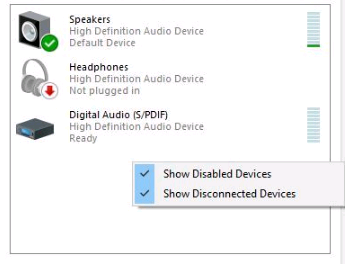 Speakers
High Definition Audio Device
Default Device
Headphones
High Definition Audio Device
Not plugged in
Digital Audio (S/PDIF)
High Definition Audio Device
Ready
Show Disabled Devices
Show Disconnected Devices